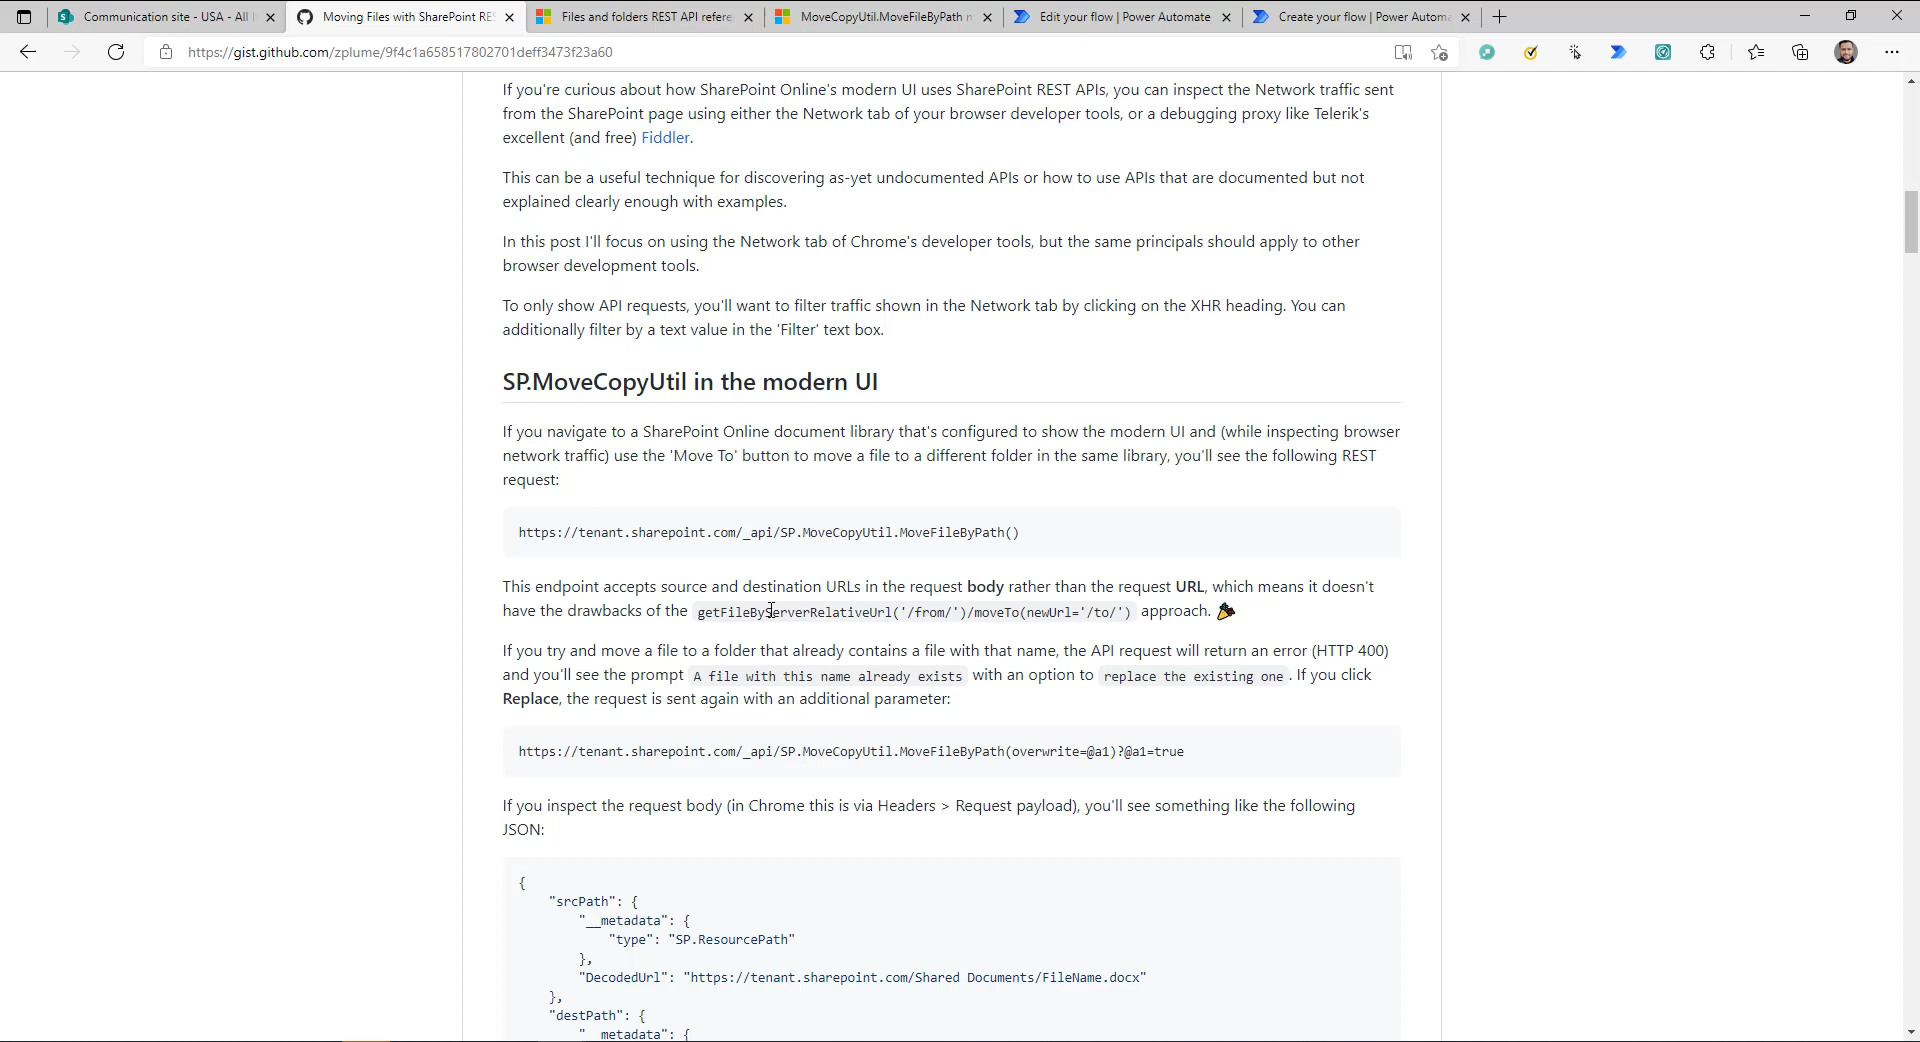 Communication site - USA - All
Moving Files with SharePoint RES
Files and folders REST API refere
MoveCopyUtil.MoveFileByPath m
Edit your flow | Power Automate
Create your flow | Power Automa
https://gist.github.com/zplume/9f4c1a658517802701deff3473f23a60
If you're curious about how SharePoint Online's modern UI uses SharePoint REST APIs, you can inspect the Network traffic sent
from the SharePoint page using either the Network tab of your browser developer tools, or a debugging proxy like Telerik's
excellent (and free) Fiddler.
This can be a useful technique for discovering as-yet undocumented APIs or how to use APIs that are documented but not
explained clearly enough with examples.
In this post I'll focus on using the Network tab of Chrome's developer tools, but the same principals should apply to other
browser development tools.
To only show API requests, you'll want to filter traffic shown in the Network tab by clicking on the XHR heading. You can
additionally filter by a text value in the 'Filter' text box.
SP.MoveCopyUtil in the modern UI
If you navigate to a SharePoint Online document library that's configured to show the modern UI and (while inspecting browser
network traffic) use the 'Move To' button to move a file to a different folder in the same library, you'll see the following REST
request:
https://tenant.sharepoint.com/_api/SP.MoveCopyUtil.MoveFileByPath()
This endpoint accepts source and destination URLs in the request body rather than the request URL, which means it doesn't
have the drawbacks of the getFileByServerRelativeUrl('/from/')/moveTo(newUrl='/to/') approach. 🎉
If you try and move a file to a folder that already contains a file with that name, the API request will return an error (HTTP 400)
and you'll see the prompt A file with this name already exists with an option to replace the existing one. If you click
Replace, the request is sent again with an additional parameter:
https://tenant.sharepoint.com/_api/SP.MoveCopyUtil.MoveFileByPath(overwrite=@a1)?@a1=true
If you inspect the request body (in Chrome this is via Headers > Request payload), you'll see something like the following
JSON:
{
"srcPath": {
"__metadata": {
"type": "SP.ResourcePath"
},
"DecodedUrl": "https://tenant.sharepoint.com/Shared Documents/FileName.docx"
},
"destPath": {
"__metadata": {